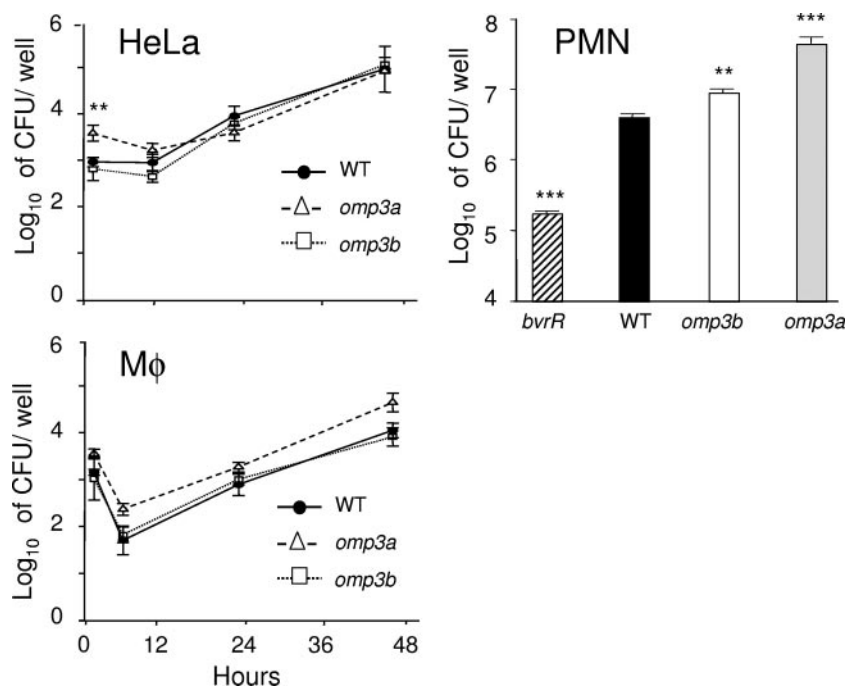 HeLa
Log10 of CFU/ well
6
4
2
0
**
WT
omp3a
omp3b
PMN
Log10 of CFU/ well
8
7
6
5
4
***
**
***
bvrR WT omp3b omp3a
Mϕ
Log10 of CFU/ well
6
4
2
0
WT
omp3a
omp3b
0 12 24 36 48
Hours